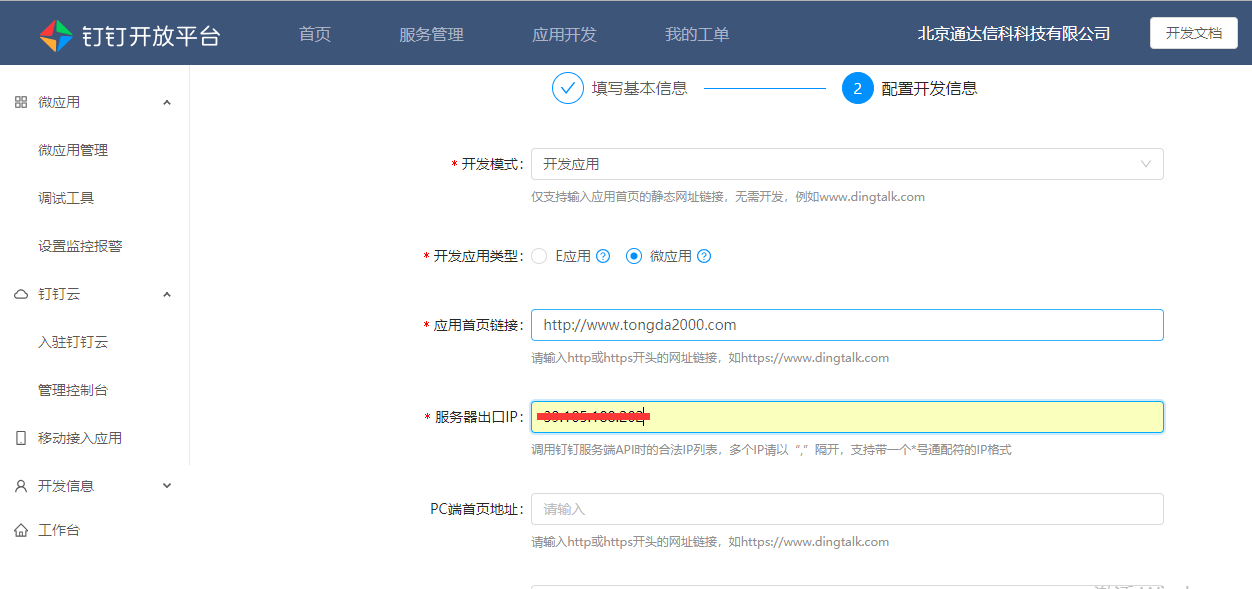 钉钉开放平台 首页 服务管理 应用开发 我的工单 北京通达信科科技有限公司 开发文档
微应用
微应用管理
调试工具
设置监控报警
钉钉云
入驻钉钉云
管理控制台
移动接入应用
开发信息
工作台
填写基本信息 2 配置开发信息
* 开发模式: 开发应用
仅支持输入应用首页的静态网址链接，无需开发，例如www.dingtalk.com
* 开发应用类型: E应用 ? 微应用 ?
* 应用首页链接: http://www.tongda2000.com
请输入http或https开头的网址链接，如https://www.dingtalk.com
* 服务器出口IP:
调用钉钉服务端API时的合法IP列表，多个IP请以“,”隔开，支持带一个*号通配符的IP格式
PC端首页地址: 请输入
请输入http或https开头的网址链接，如https://www.dingtalk.com